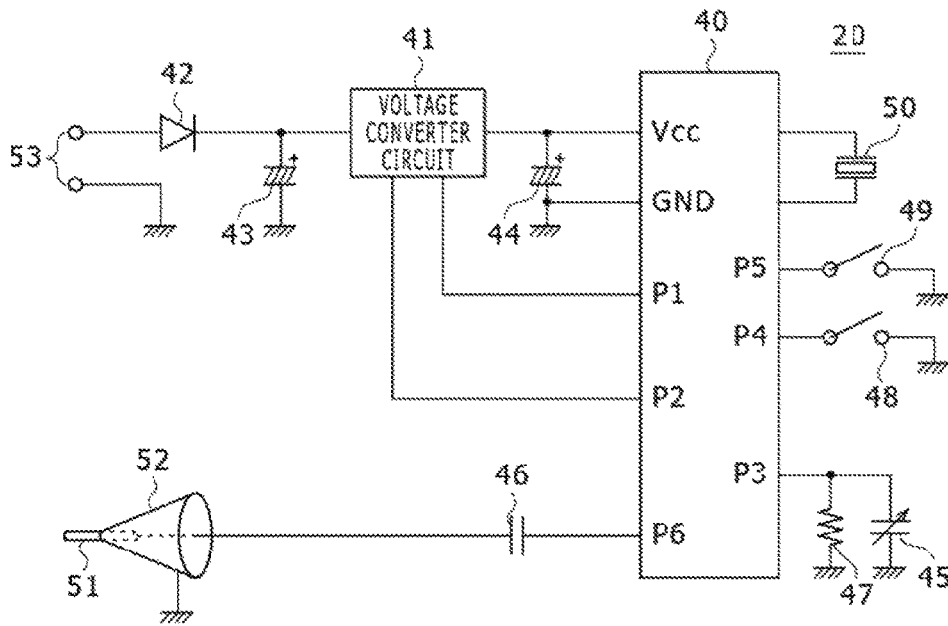 40
2D
41
42
VOLTAGE
CONVERTER
CIRCUIT
Vcc
50
53
GND
49
43
44
P5
P1
P4
48
P2
52
46
P3
P6
51
47
45